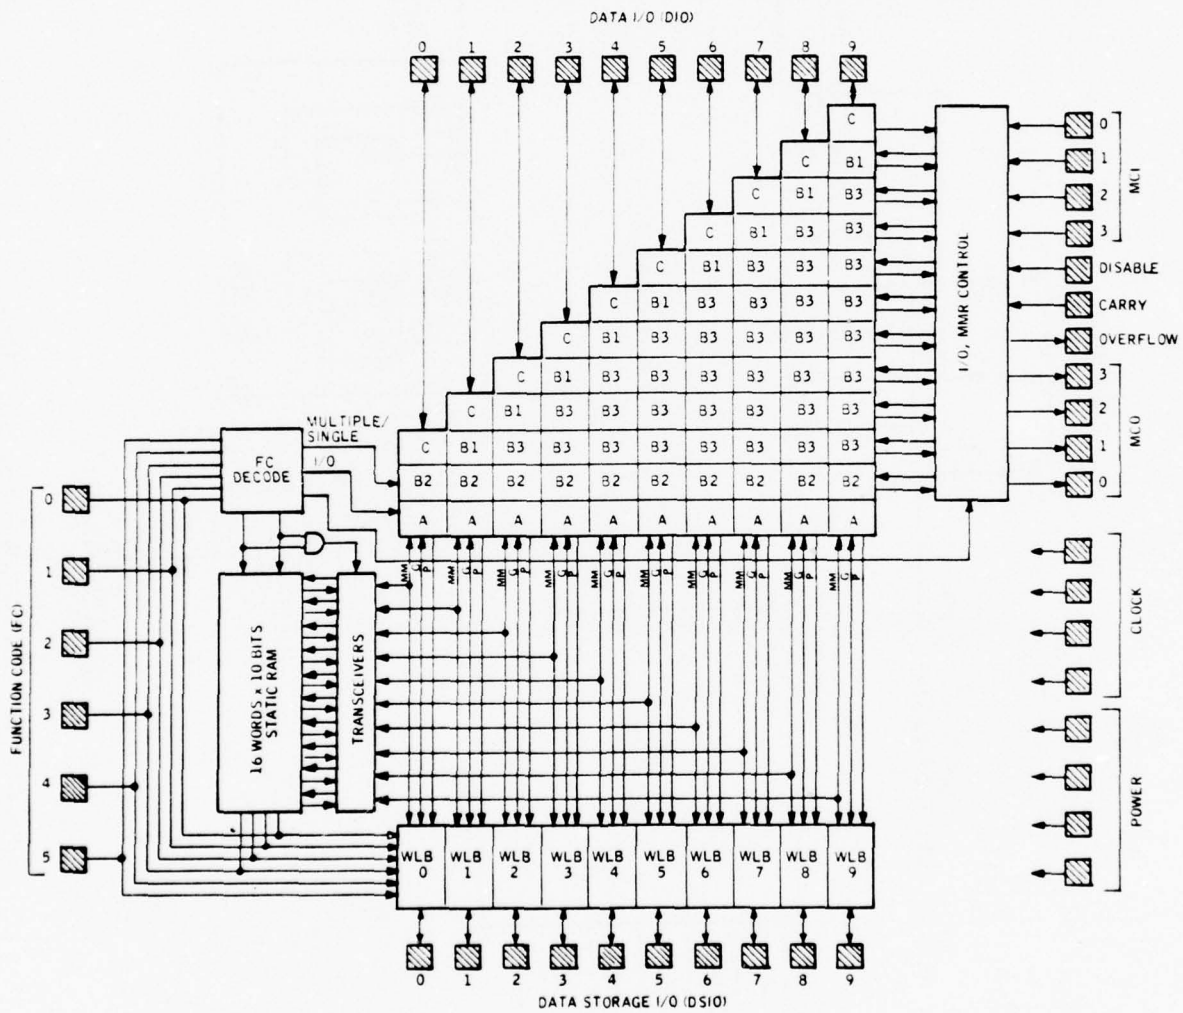 DATA I/O (DIO)
0 1 2 3 4 5 6 7 8 9
C
C B1
C B1 B3
C B1 B3 B3
C B1 B3 B3 B3
C B1 B3 B3 B3 B3
C B1 B3 B3 B3 B3 B3
C B1 B3 B3 B3 B3 B3 B3
C B1 B3 B3 B3 B3 B3 B3 B3
C B1 B3 B3 B3 B3 B3 B3 B3 B3
B2 B2 B2 B2 B2 B2 B2 B2 B2 B2
A A A A A A A A A A
I/O, MMR CONTROL
0
1
2
3
MCI
DISABLE
CARRY
OVERFLOW
3
2
1
0
MCO
MULTIPLE/
SINGLE
I/O
FC
DECODE
FUNCTION CODE (FC)
0
1
2
3
4
5
MM G P MM G P MM G P MM G P MM G P MM G P MM G P MM G P MM G P MM G P
16 WORDS x 10 BITS
STATIC RAM
TRANSCEIVERS
CLOCK
POWER
WLB WLB WLB WLB WLB WLB WLB WLB WLB WLB
0 1 2 3 4 5 6 7 8 9
0 1 2 3 4 5 6 7 8 9
DATA STORAGE I/O (DSIO)